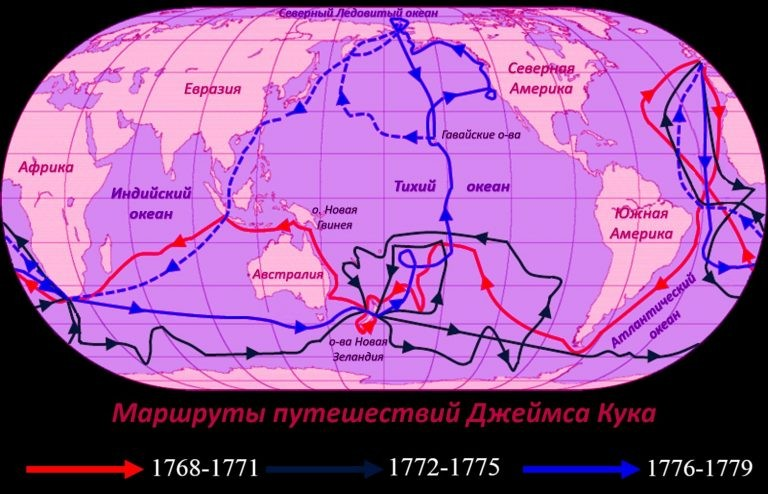 Северный Ледовитый океан
Евразия
Северная
Америка
Африка
Гавайские о-ва
Индийский
океан
Тихий океан
о. Новая
Гвинея
Южная
Америка
Австралия
Атлантический
океан
о-ва Новая
Зеландия
Маршруты путешествий Джеймса Кука
1768-1771 1772-1775 1776-1779